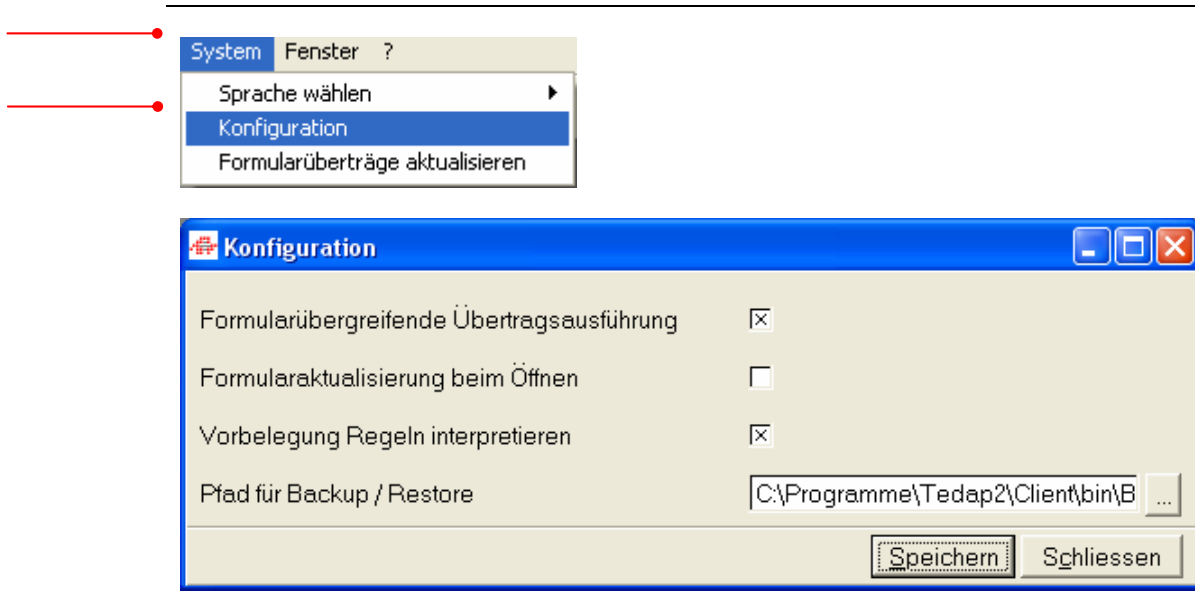 System Fenster ?
Sprache wählen
Konfiguration
Formularüberträge aktualisieren
Konfiguration
Formularübergreifende Übertragsausführung
Formularaktualisierung beim Öffnen
Vorbelegung Regeln interpretieren
Pfad für Backup / Restore C:\Programme\Tedap2\Client\bin\B ...
Speichern Schliessen